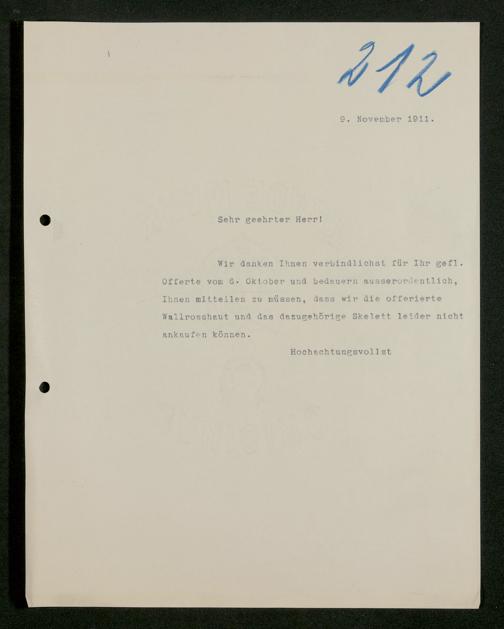 212
9. November 1911.
Sehr geehrter Herr!
Wir danken Ihnen verbindlichst für Ihr gefl.
Offerte vom 6. Oktober und bedauern ausserordentlich,
Ihnen mitteilen zu müssen, dass wir die offerierte
Wallrosshaut und das dazugehörige Skelett leider nicht
ankaufen können.
Hochachtungsvollst